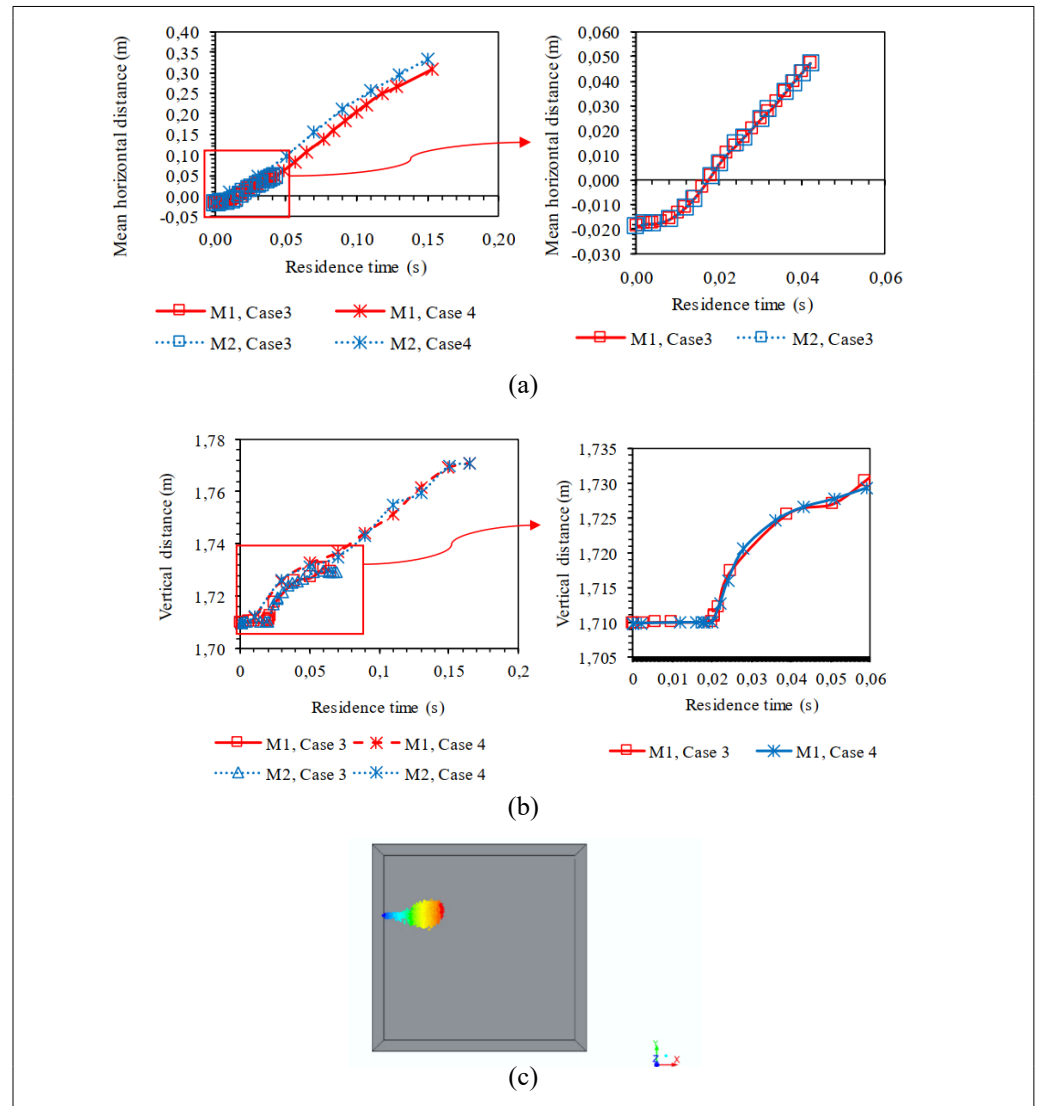 Mean horizontal distance (m)
0,40
0,35
0,30
0,25
0,20
0,15
0,10
0,05
0,00
-0,05
0,00 0,05 0,10 0,15 0,20
Residence time (s)
M1, Case3 M1, Case 4
M2, Case3 M2, Case4
Mean horizontal distance (m)
0,060
0,050
0,040
0,030
0,020
0,010
0,000
-0,010
-0,020
-0,030
0,00 0,02 0,04 0,06
Residence time (s)
M1, Case3 M2, Case3
(a)
Vertical distance (m)
1,78
1,76
1,74
1,72
1,70
0 0,05 0,1 0,15 0,2
Residence time (s)
M1, Case 3 M1, Case 4
M2, Case 3 M2, Case 4
Vertical distance (m)
1,735
1,730
1,725
1,720
1,715
1,710
1,705
0 0,01 0,02 0,03 0,04 0,05 0,06
Residence time (s)
M1, Case 3 M1, Case 4
(b)
Y
Z X
(c)